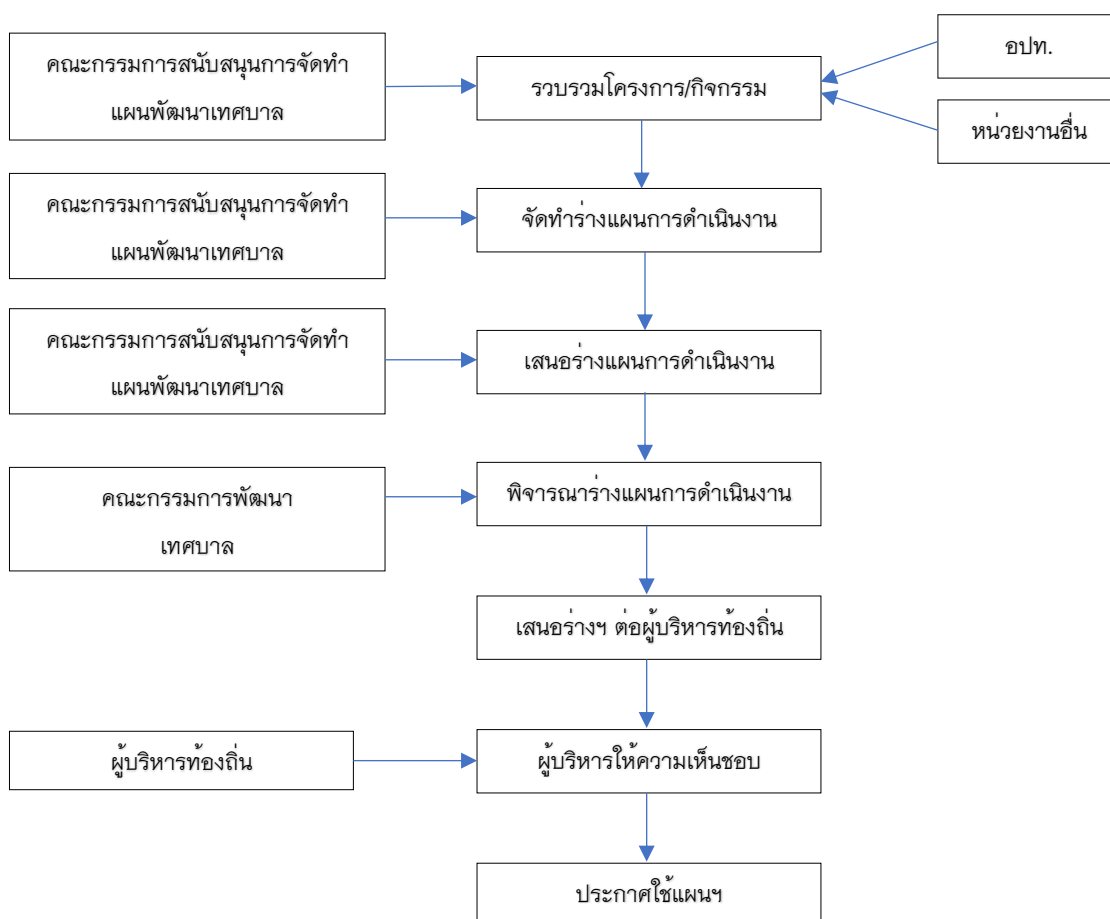 คณะกรรมการสนับสนุนการจัดทำ
แผนพัฒนาเทศบาล
รวบรวมโครงการ/กิจกรรม
อปท.
หน่วยงานอื่น
คณะกรรมการสนับสนุนการจัดทำ
แผนพัฒนาเทศบาล
จัดทำร่างแผนการดำเนินงาน
คณะกรรมการสนับสนุนการจัดทำ
แผนพัฒนาเทศบาล
เสนอร่างแผนการดำเนินงาน
คณะกรรมการพัฒนา
เทศบาล
พิจารณาร่างแผนการดำเนินงาน
เสนอร่างฯ ต่อผู้บริหารท้องถิ่น
ผู้บริหารท้องถิ่น
ผู้บริหารให้ความเห็นชอบ
ประกาศใช้แผนฯ